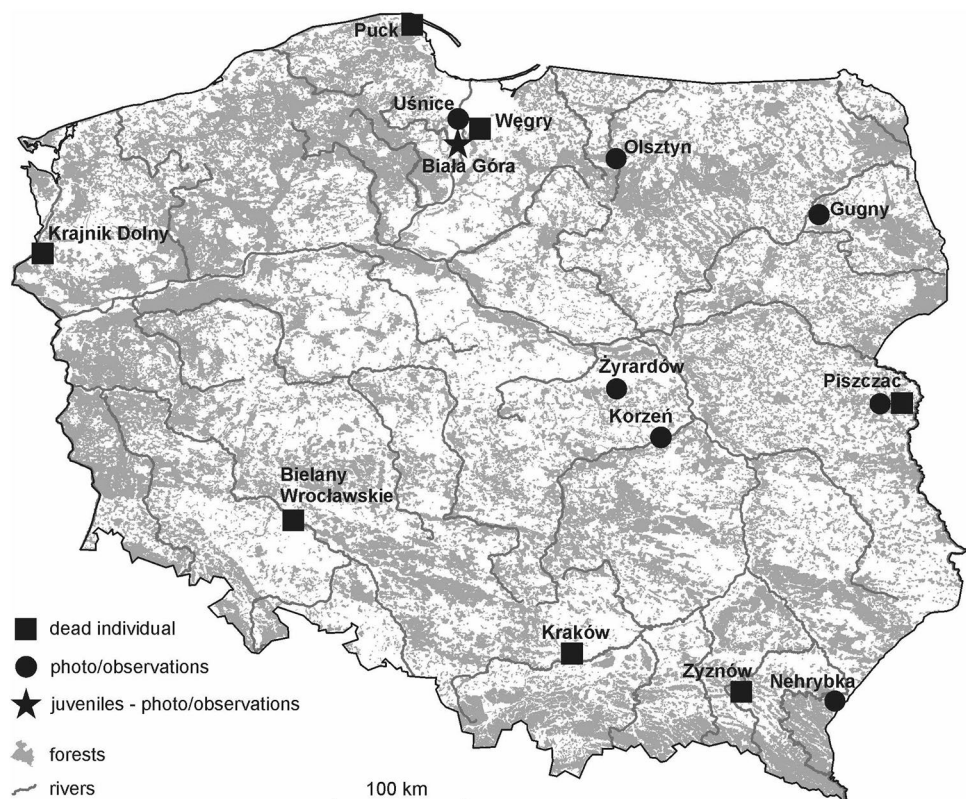 Puck
Uśnice
Węgry
Biała Góra
Olsztyn
Gugny
Krajnik Dolny
Żyrardów
Piszczac
Korzeń
Bielany
Wrocławskie
Kraków
Zyznów
Nehrybka
dead individual
photo/observations
juveniles - photo/observations
forests
rivers
100 km